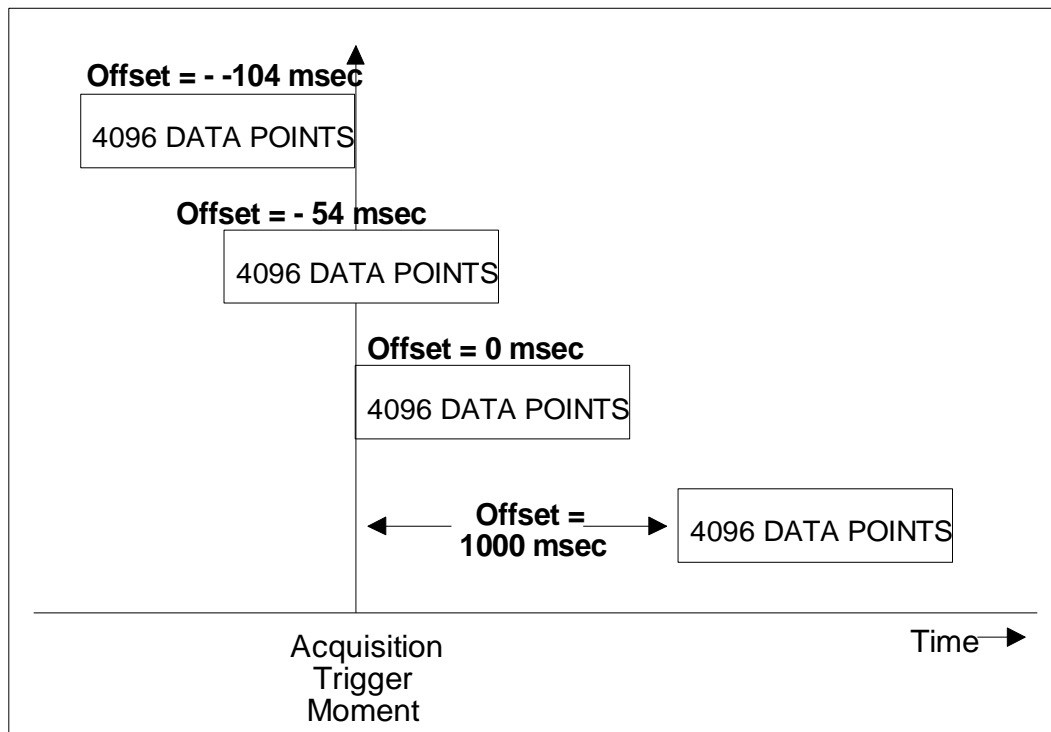 Offset = - -104 msec
4096 DATA POINTS
Offset = - 54 msec
4096 DATA POINTS
Offset = 0 msec
4096 DATA POINTS
Offset =
1000 msec
4096 DATA POINTS
Acquisition
Trigger
Moment
Time